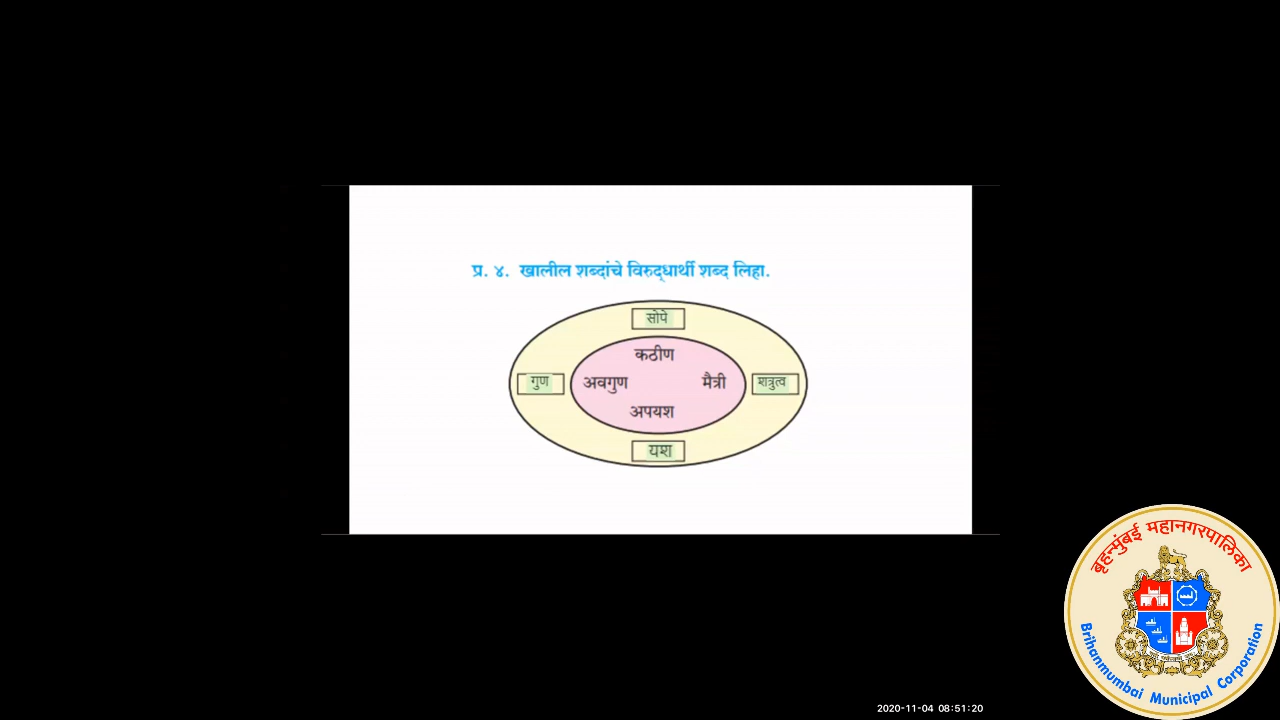 प्र. ४. खालील शब्दांचे विरुद्धार्थी शब्द लिहा.
सोपे
कठीण
गुण
अवगुण
मैत्री
शत्रुत्व
अपयश
यश
बृहन्मुंबई महानगरपालिका
Brihanmumbai Municipal Corporation
2020-11-04 08:51:20